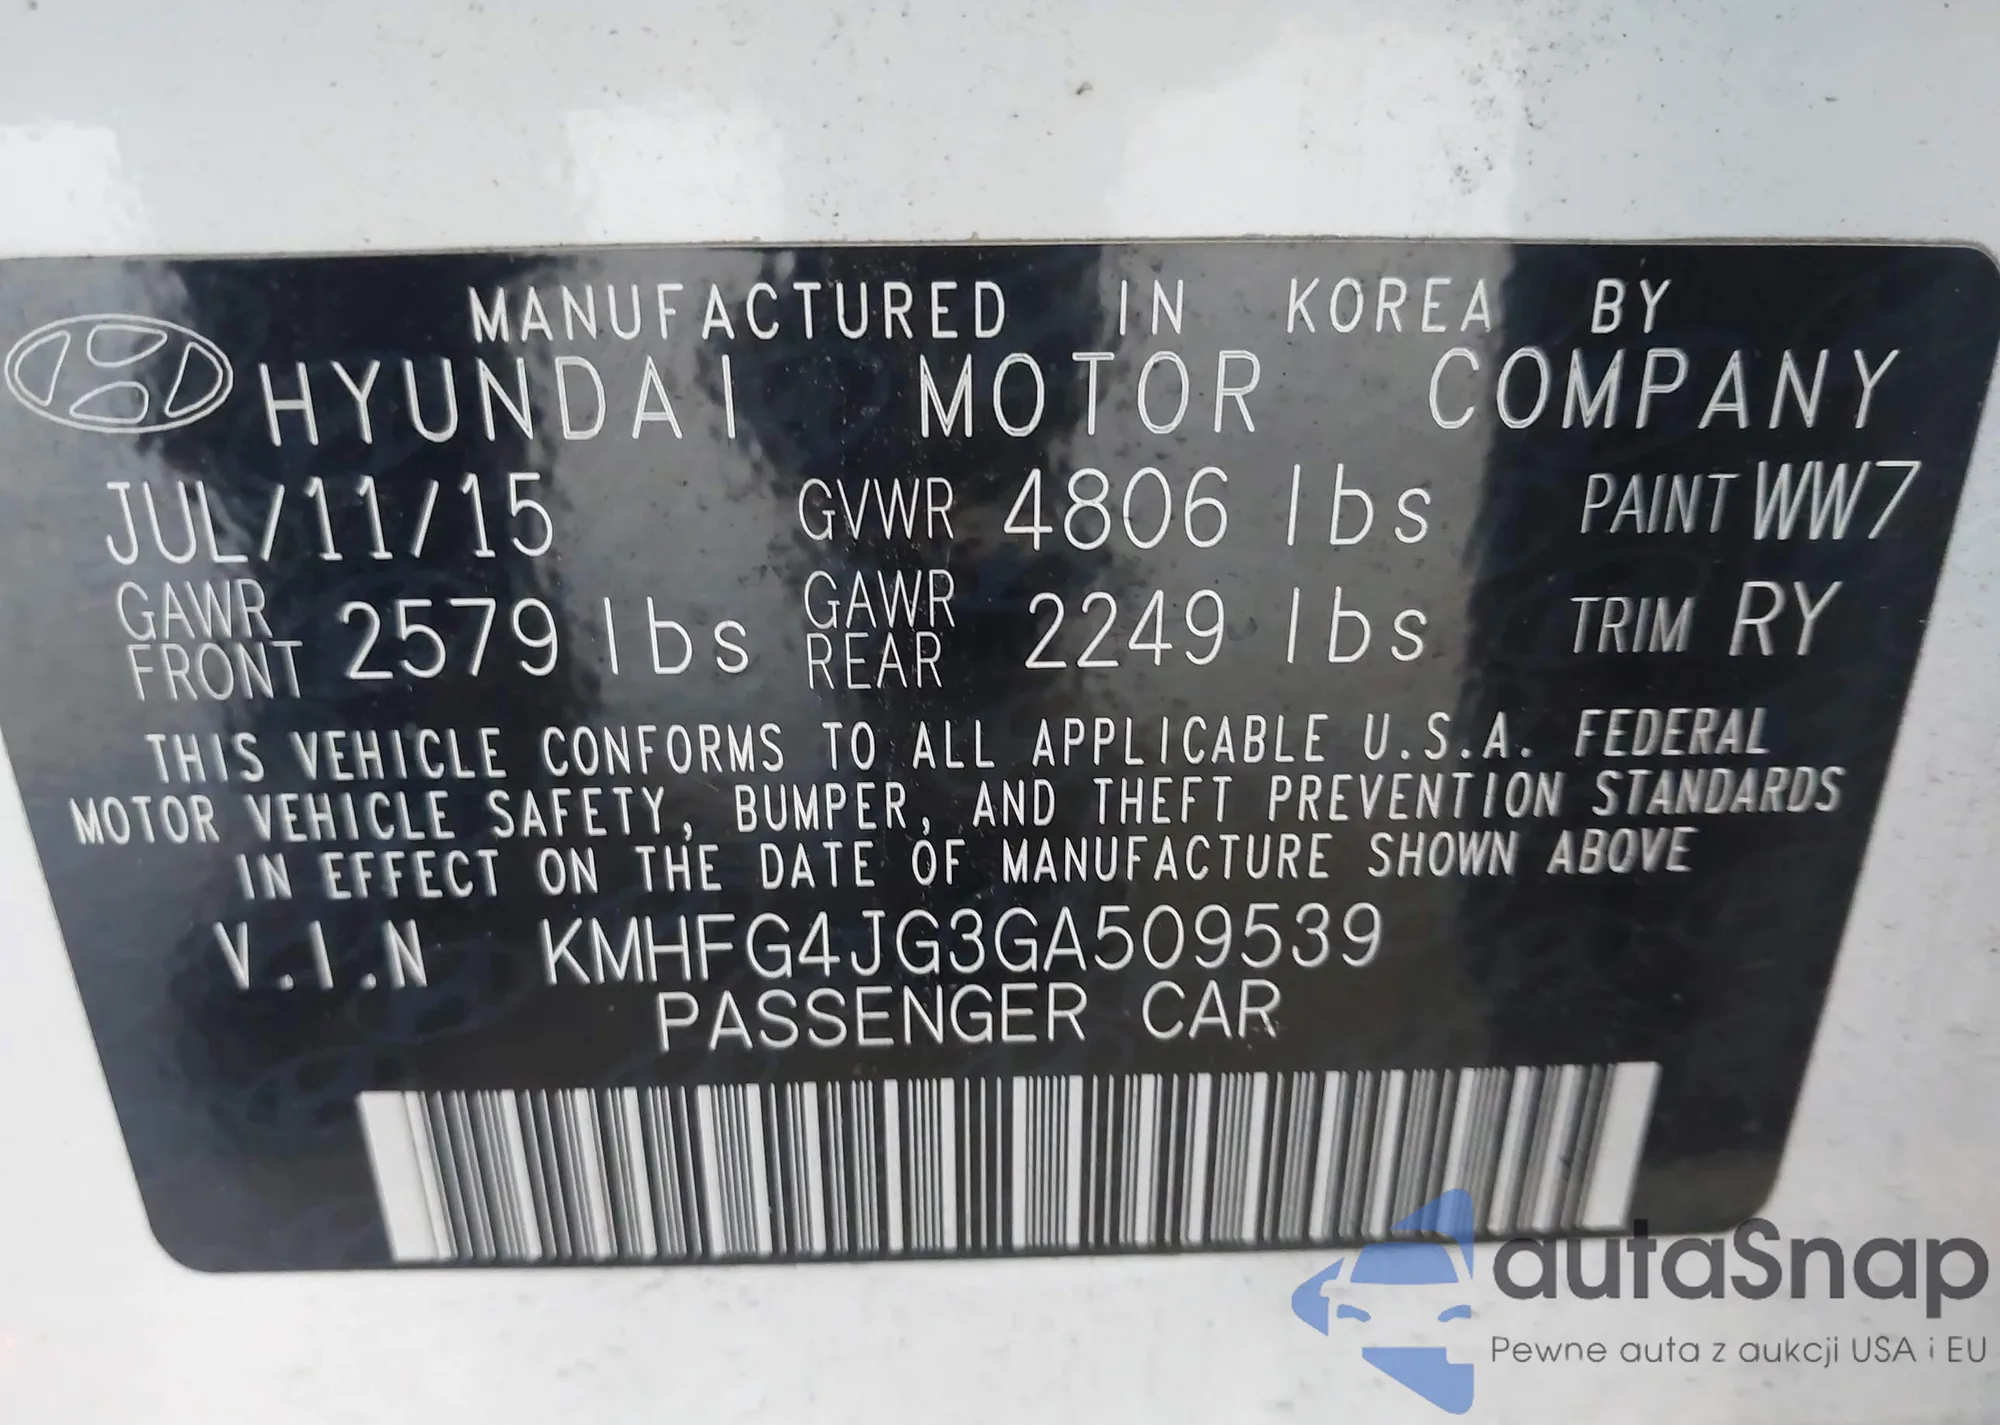 MANUFACTURED IN KOREA BY
HYUNDAI MOTOR COMPANY
JUL/11/15 GVWR 4806 lbs PAINT WW7
GAWR FRONT 2579 lbs GAWR REAR 2249 lbs TRIM RY
THIS VEHICLE CONFORMS TO ALL APPLICABLE U.S.A. FEDERAL
MOTOR VEHICLE SAFETY, BUMPER, AND THEFT PREVENTION STANDARDS
IN EFFECT ON THE DATE OF MANUFACTURE SHOWN ABOVE
V.I.N KMHFG4JG3GA509539
PASSENGER CAR
autaSnap
Pewne auta z aukcji USA i EU